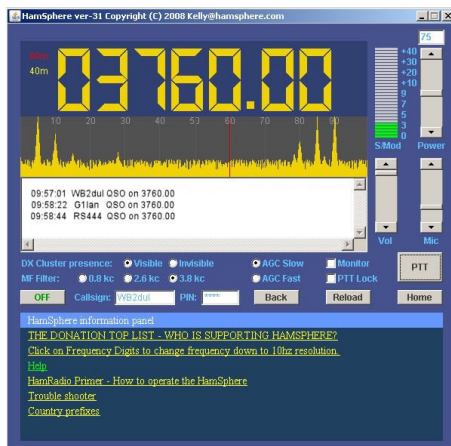 HamSphere ver-31 Copyright (C) 2008 Kelly@hamsphere.com
75
03760.00
80m
40m
10 20 30 40 50 60 70 80 90
+40
+30
+20
+10
9
7
5
3
0
S/Mod Power
09:57:01 WB2dul QSO on 3760.00
09:58:22 G1lan QSO on 3760.00
09:58:44 RS444 QSO on 3760.00
Vol Mic
DX Cluster presence: Visible Invisible AGC Slow Monitor
MF Filter: 0.8 kc 2.6 kc 3.8 kc AGC Fast PTT Lock
PTT
OFF Callsign: WB2dul PIN: **** Back Reload Home
HamSphere information panel
THE DONATION TOP LIST - WHO IS SUPPORTING HAMSPHERE?
Click on Frequency Digits to change frequency down to 10hz resolution.
Help
HamRadio Primer - How to operate the HamSphere
Trouble shooter
Country prefixes